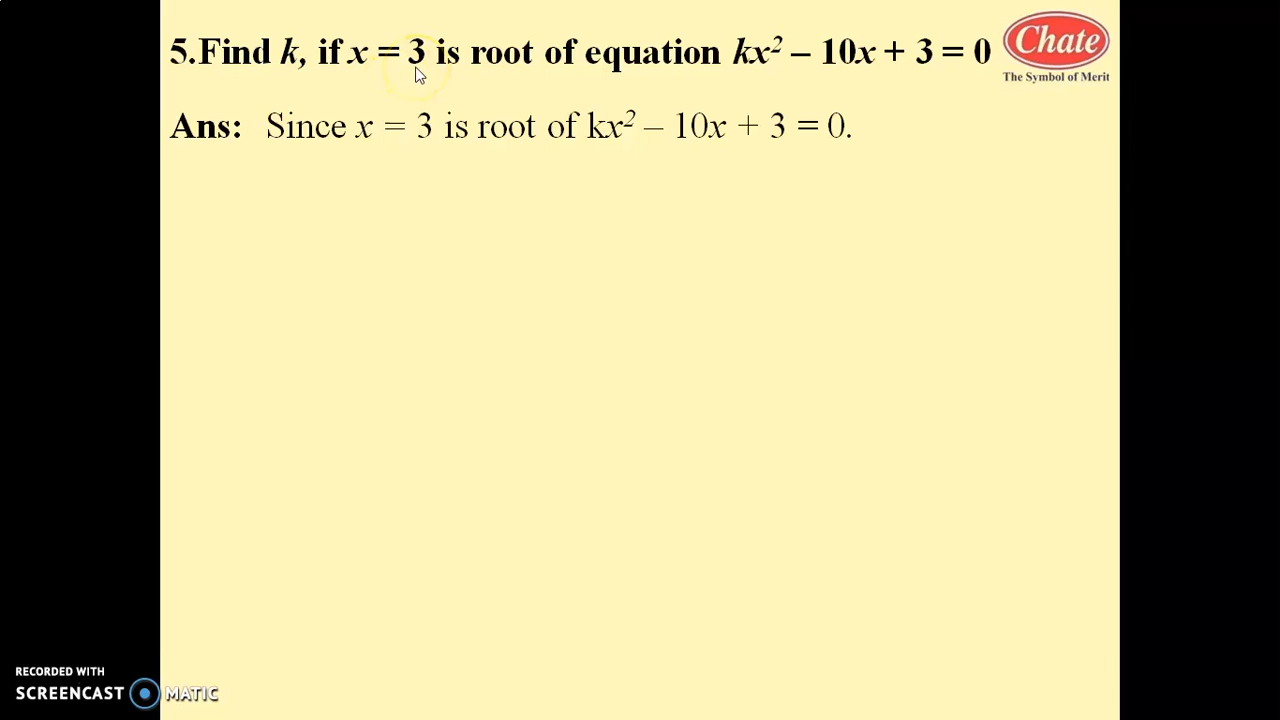 5.Find k, if x = 3 is root of equation kx² – 10x + 3 = 0
Chate
The Symbol of Merit
Ans: Since x = 3 is root of kx² – 10x + 3 = 0.
RECORDED WITH
SCREENCAST MATIC